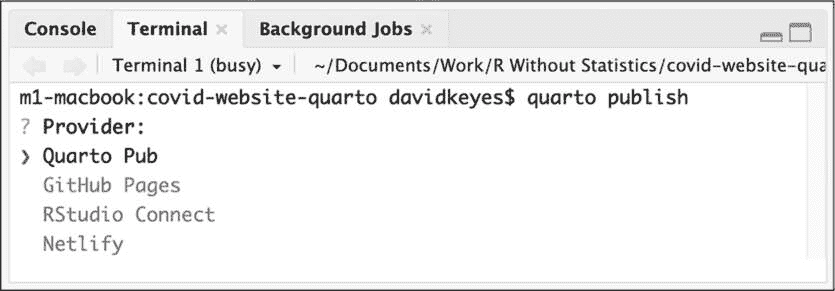 Console Terminal × Background Jobs ×
Terminal 1 (busy) ~/Documents/Work/R Without Statistics/covid-website-qua
m1-macbook:covid-website-quarto davidkeyes$ quarto publish
? Provider:
❯ Quarto Pub
GitHub Pages
RStudio Connect
Netlify